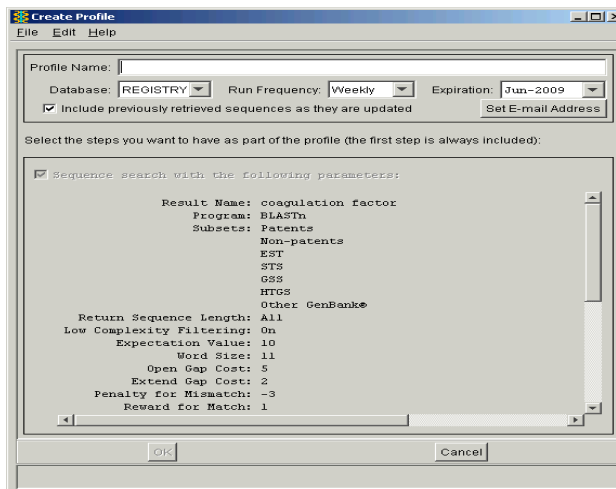 Create Profile
File Edit Help
Profile Name:
Database: REGISTRY Run Frequency: Weekly Expiration: Jun-2009
Include previously retrieved sequences as they are updated Set E-mail Address
Select the steps you want to have as part of the profile (the first step is always included):
Sequence search with the following parameters:
Result Name: coagulation factor
Program: BLASTn
Subsets: Patents
Non-patents
EST
STS
GSS
HTGS
Other GenBank®
Return Sequence Length: All
Low Complexity Filtering: On
Expectation Value: 10
Word Size: 11
Open Gap Cost: 5
Extend Gap Cost: 2
Penalty for Mismatch: -3
Reward for Match: 1
OK Cancel